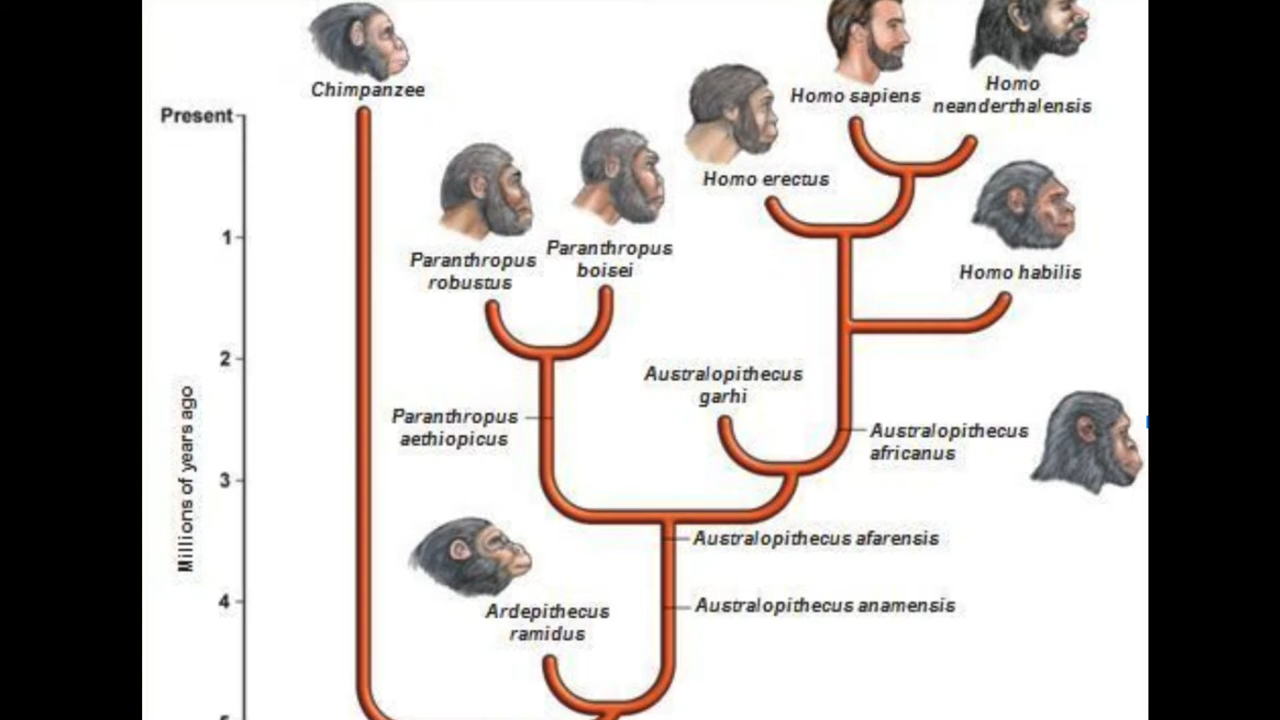 Chimpanzee
Homo sapiens
Homo
neanderthalensis
Present
Homo erectus
1
Paranthropus
robustus
Paranthropus
boisei
Homo habilis
2
Australopithecus
garhi
Paranthropus
aethiopicus
Australopithecus
africanus
Millions of years ago
3
Australopithecus afarensis
4
Ardepithecus
ramidus
Australopithecus anamensis
5